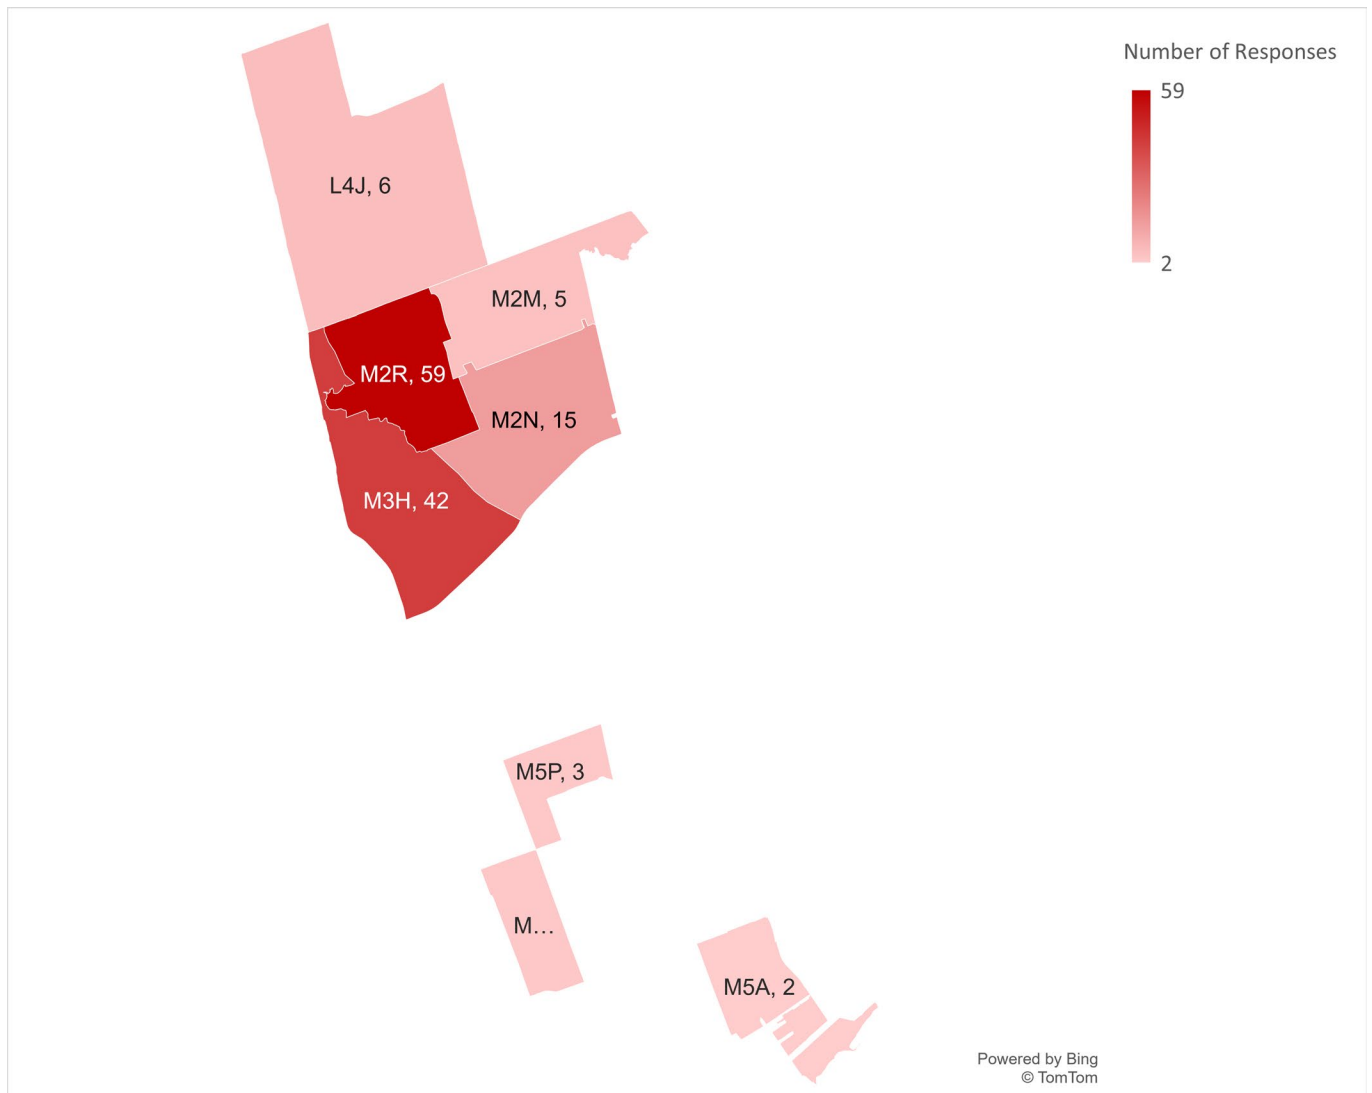 Number of Responses
59
2
L4J, 6
M2M, 5
M2R, 59
M2N, 15
M3H, 42
M5P, 3
M…
M5A, 2
Powered by Bing
© TomTom